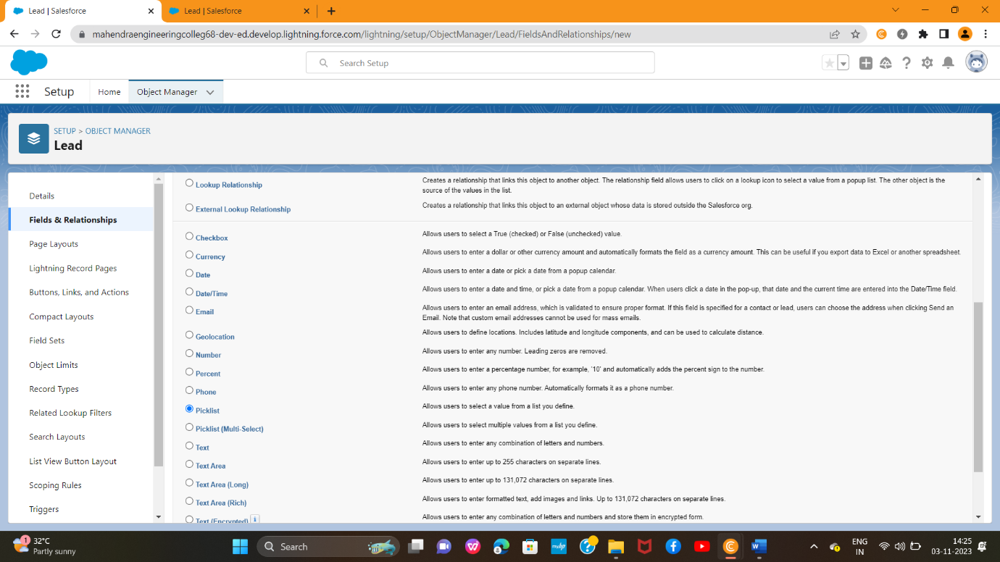 Lead | Salesforce
Lead | Salesforce
mahendraengineeringcolleg68-dev-ed.develop.lightning.force.com/lightning/setup/ObjectManager/Lead/FieldsAndRelationships/new
Search Setup
Setup
Home
Object Manager
SETUP > OBJECT MANAGER
Lead
Details
Fields & Relationships
Page Layouts
Lightning Record Pages
Buttons, Links, and Actions
Compact Layouts
Field Sets
Object Limits
Record Types
Related Lookup Filters
Search Layouts
List View Button Layout
Scoping Rules
Triggers
Lookup Relationship
Creates a relationship that links this object to another object. The relationship field allows users to click on a lookup icon to select a value from a popup list. The other object is the
source of the values in the list.
External Lookup Relationship
Creates a relationship that links this object to an external object whose data is stored outside the Salesforce org.
Checkbox
Allows users to select a True (checked) or False (unchecked) value.
Currency
Allows users to enter a dollar or other currency amount and automatically formats the field as a currency amount. This can be useful if you export data to Excel or another spreadsheet.
Date
Allows users to enter a date or pick a date from a popup calendar.
Date/Time
Allows users to enter a date and time, or pick a date from a popup calendar. When users click a date in the pop-up, that date and the current time are entered into the Date/Time field.
Email
Allows users to enter an email address, which is validated to ensure proper format. If this field is specified for a contact or lead, users can choose the address when clicking Send an
Email. Note that custom email addresses cannot be used for mass emails.
Geolocation
Allows users to define locations. Includes latitude and longitude components, and can be used to calculate distance.
Number
Allows users to enter any number. Leading zeros are removed.
Percent
Allows users to enter a percentage number, for example, '10' and automatically adds the percent sign to the number.
Phone
Allows users to enter any phone number. Automatically formats it as a phone number.
Picklist
Allows users to select a value from a list you define.
Picklist (Multi-Select)
Allows users to select multiple values from a list you define.
Text
Allows users to enter any combination of letters and numbers.
Text Area
Allows users to enter up to 255 characters on separate lines.
Text Area (Long)
Allows users to enter up to 131,072 characters on separate lines.
Text Area (Rich)
Allows users to enter formatted text, add images and links. Up to 131,072 characters on separate lines.
Text (Encrypted) i
Allows users to enter any combination of letters and numbers and store them in encrypted form.
1
32°C
Partly sunny
Search
myhp
ENG
IN
14:25
03-11-2023